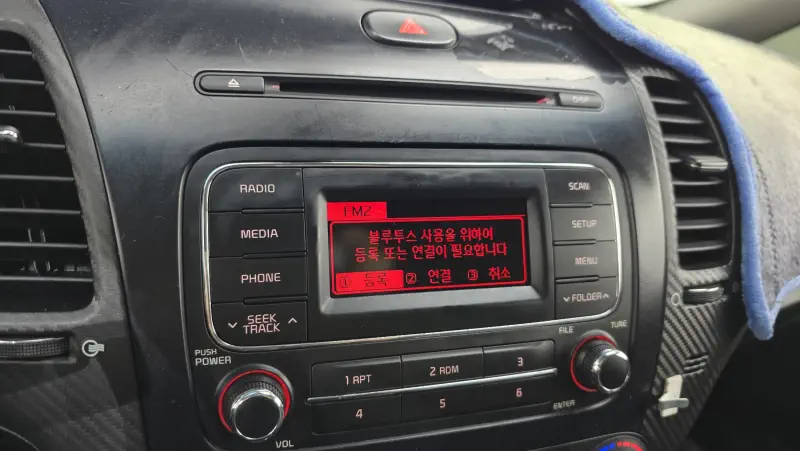 DISP
RADIO
MEDIA
PHONE
SEEK
TRACK
FM2
블루투스 사용을 위하여
등록 또는 연결이 필요합니다
① 등록 ② 연결 ③ 취소
SCAN
SETUP
MENU
FOLDER
PUSH
POWER
VOL
1 RPT
2 RDM
3
4
5
6
FILE
TUNE
ENTER